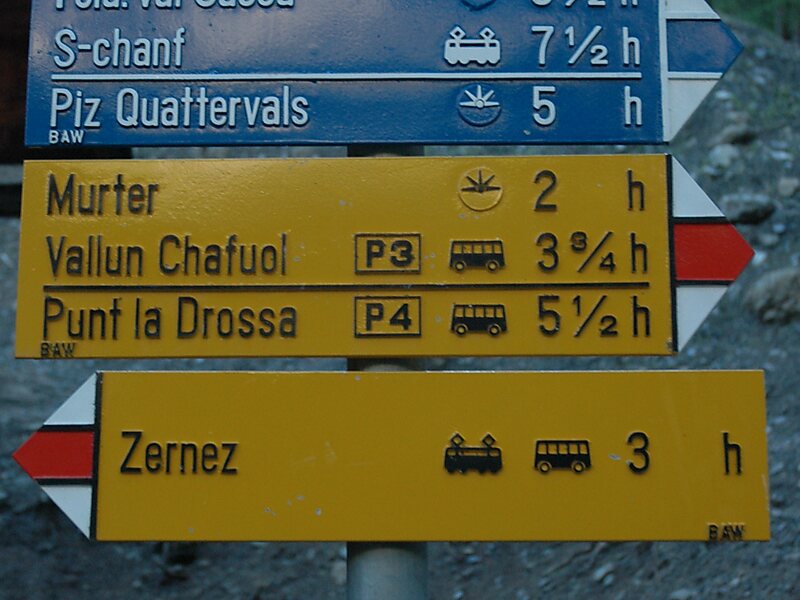 S-chanf 7½ h
Piz Quattervals 5 h
BAW
Murter 2 h
Vallun Chafuol P3 3¾ h
Punt la Drossa P4 5½ h
BAW
Zernez 3 h
BAW